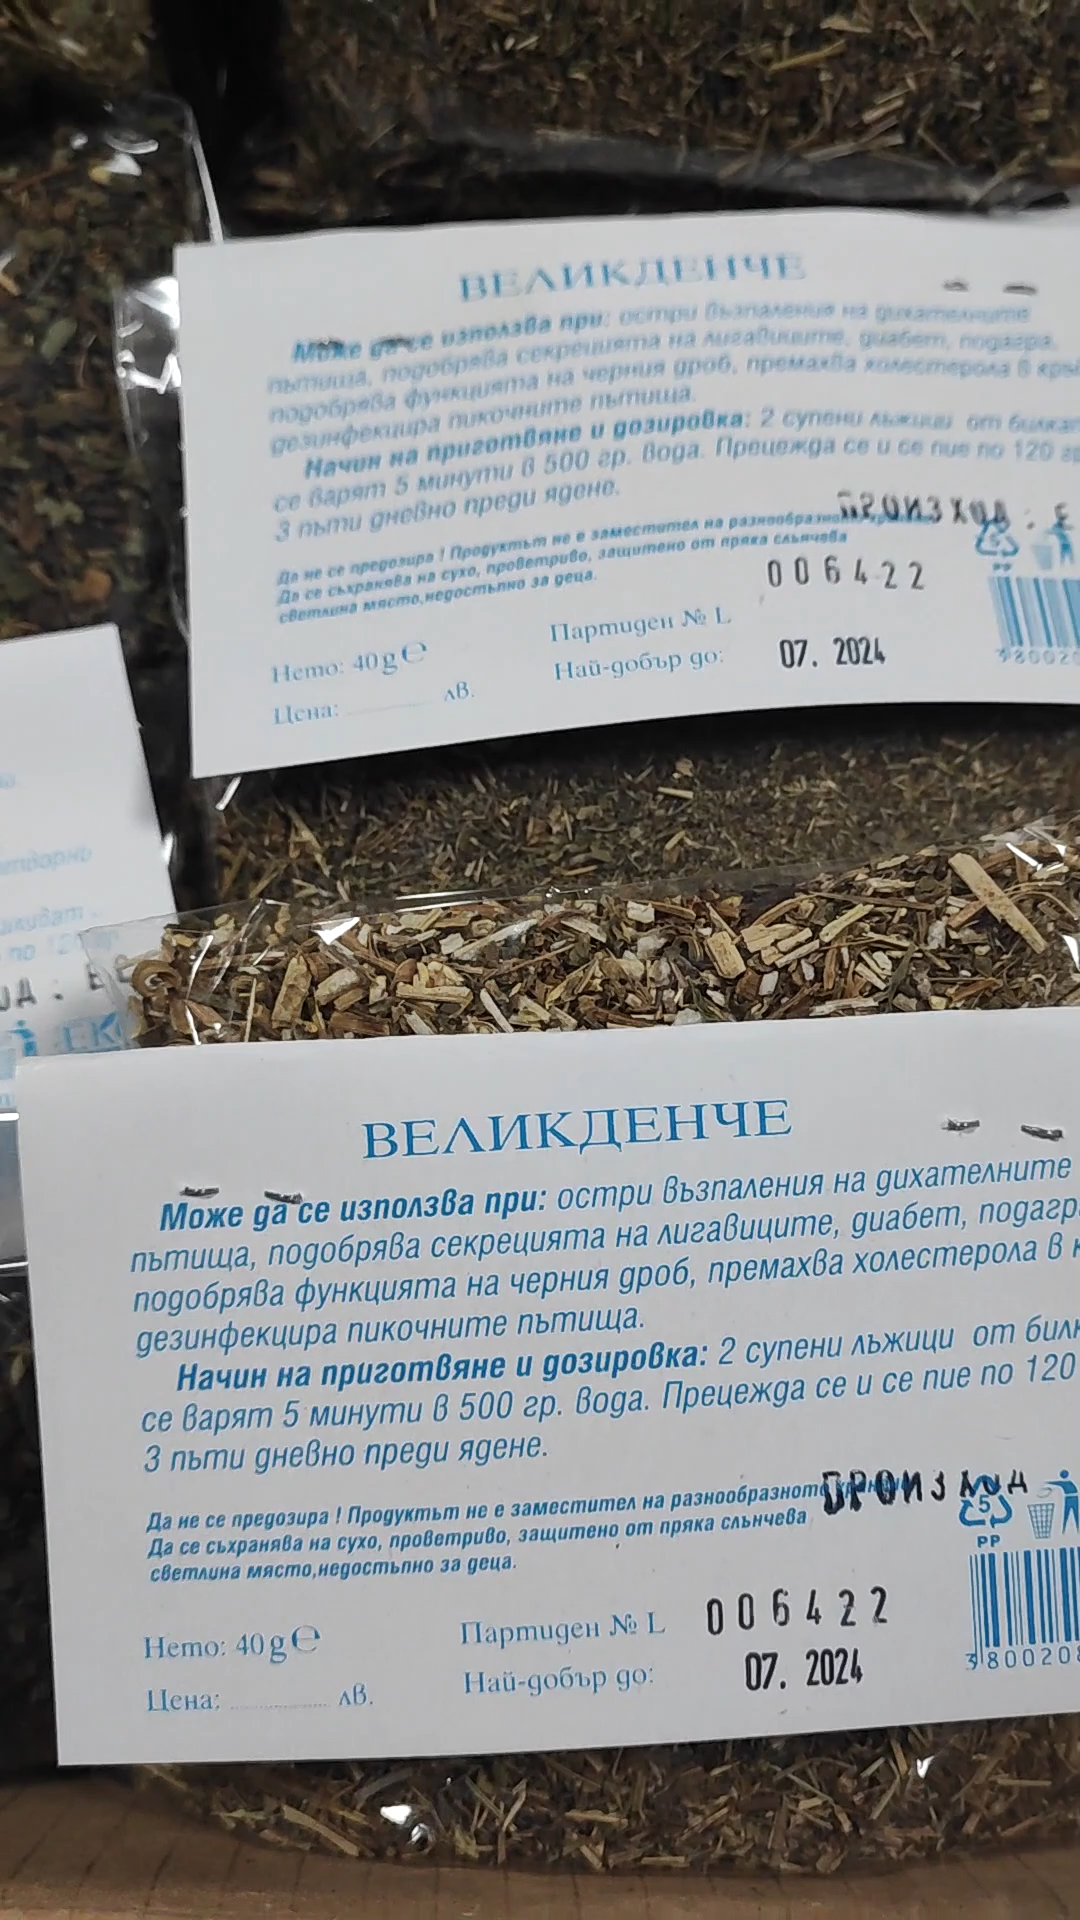 ВЕЛИКДЕНЧЕ
Може да се използва при: остри възпаления на дихателните
пътища, подобрява секрецията на лигавиците, диабет, подагра,
подобрява функцията на черния дроб, премахва холестерола в
дезинфекцира пикочните пътища.
Начин на приготвяне и дозировка: 2 супени лъжици от
се варят 5 минути в 500 гр. вода. Прецежда се и се пие по 120
3 пъти дневно преди ядене.
ПРОИЗХОД: Е
Да не се предозира ! Продуктът не е заместител на
Да се съхранява на сухо, проветриво, защитено от пряка слънчева
светлина място,недостъпно за деца.
5
PP
006422
Партиден № L
Нето: 40g℮
Най-добър до: 07. 2024
Цена: лв.
380020
по
ВЕЛИКДЕНЧЕ
Може да се използва при: остри възпаления на дихателните
пътища, подобрява секрецията на лигавиците, диабет,
подобрява функцията на черния дроб, премахва холестерола в
дезинфекцира пикочните пътища.
Начин на приготвяне и дозировка: 2 супени лъжици от
се варят 5 минути в 500 гр. вода. Прецежда се и се пие по 120
3 пъти дневно преди ядене.
ПРОИЗХОД
Да не се предозира ! Продуктът не е заместител на разнообразното
Да се съхранява на сухо, проветриво, защитено от пряка слънчева
светлина място,недостъпно за деца.
5
PP
Нето: 40g℮ Партиден № L 006422
Цена: лв. Най-добър до: 07. 2024
380020